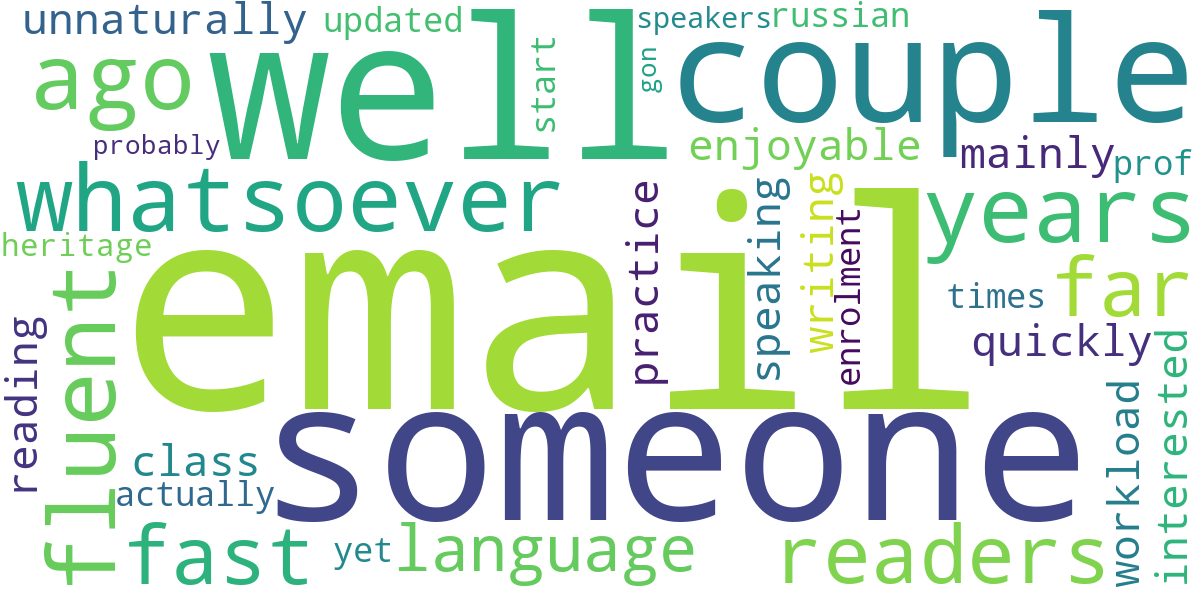 unnaturally
updated
speakers
russian
ago
well
start
gon
couple
probably
enjoyable
mainly
prof
whatsoever
practice
speaking
writing
enrolment
years
heritage
email
times
far
fluent
reading
quickly
interested
workload
someone
class
actually
fast
yet
language
readers